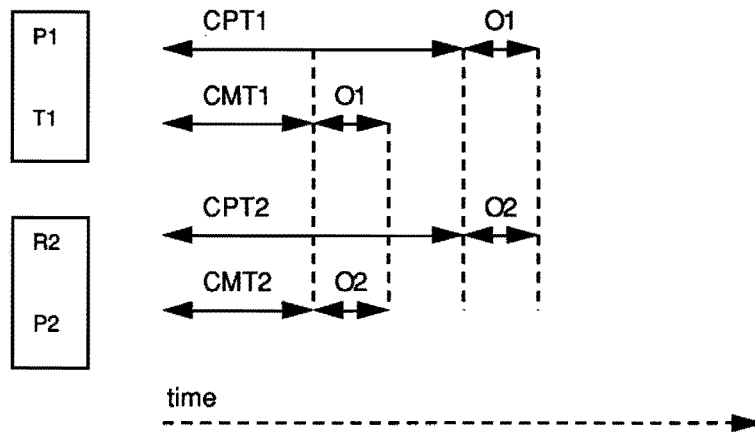 P1 CPT1 O1
T1 CMT1 O1
R2 CPT2 O2
P2 CMT2 O2
time